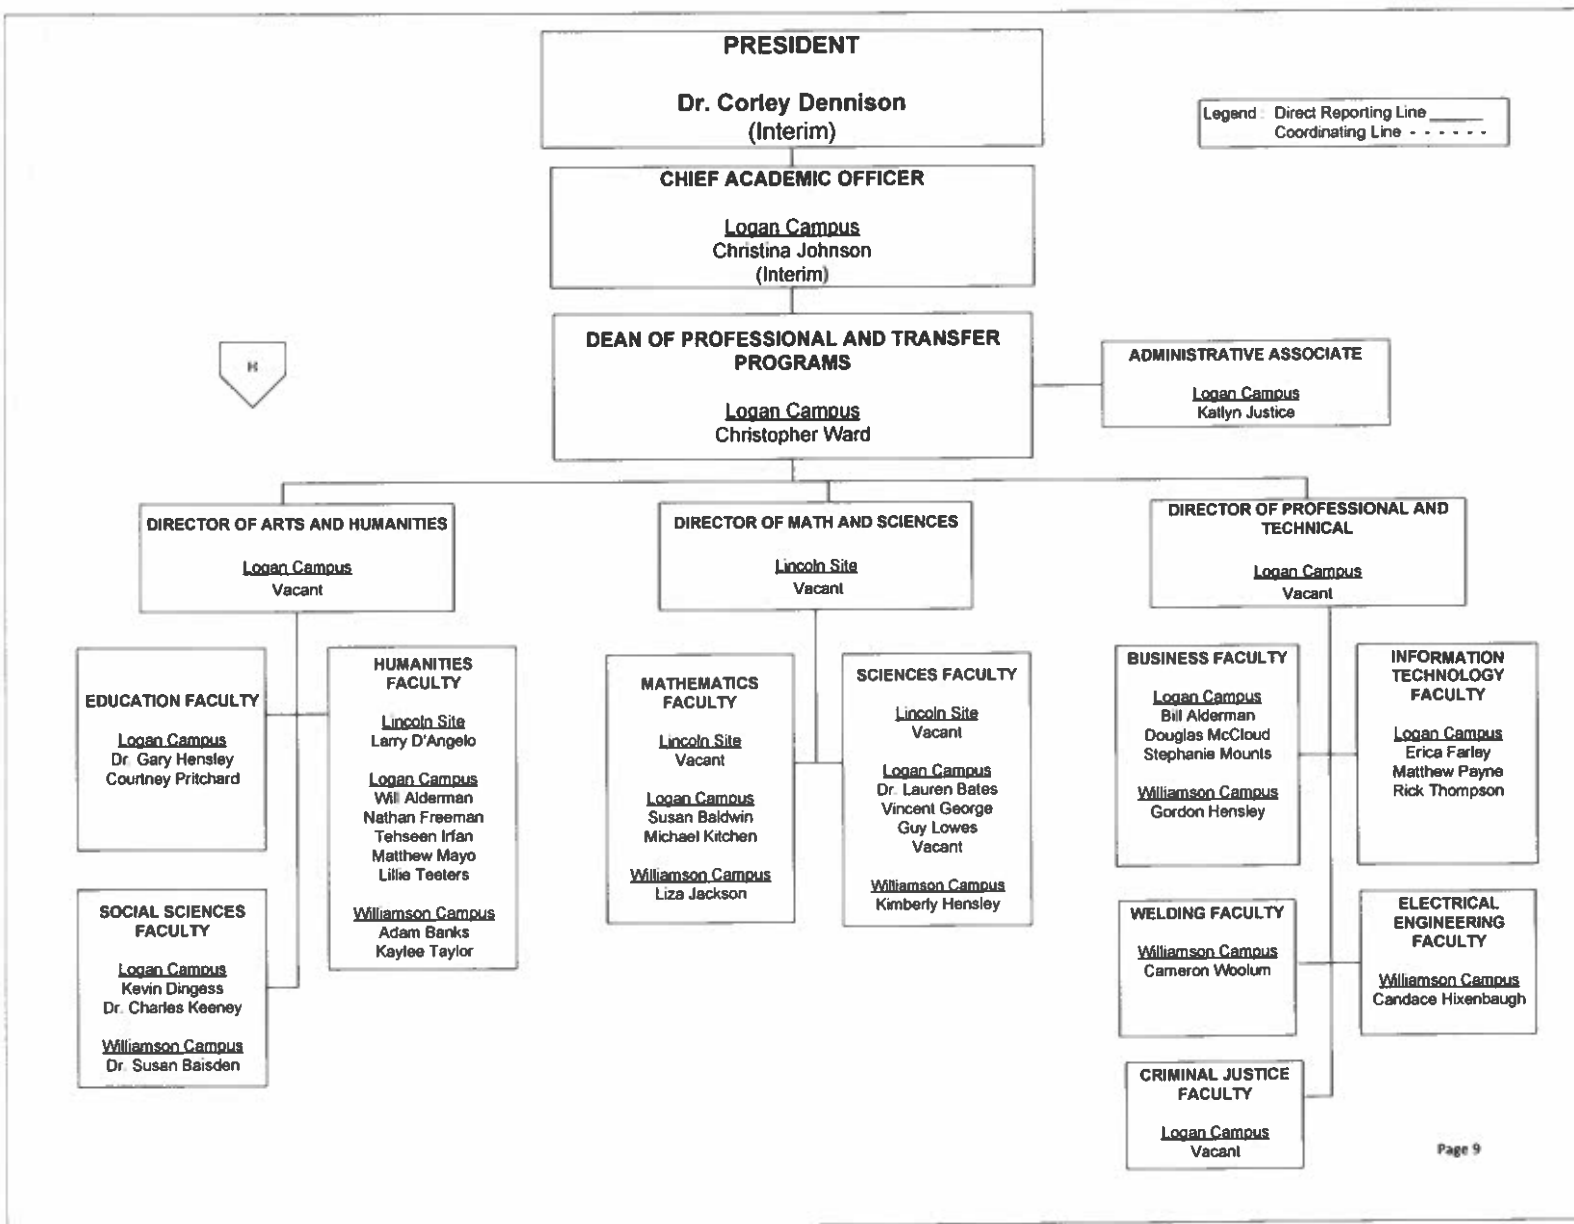 PRESIDENT
Dr. Corley Dennison
(Interim)
Legend : Direct Reporting Line ______
Coordinating Line - - - - - -
CHIEF ACADEMIC OFFICER
Logan Campus
Christina Johnson
(Interim)
H
DEAN OF PROFESSIONAL AND TRANSFER
PROGRAMS
Logan Campus
Christopher Ward
ADMINISTRATIVE ASSOCIATE
Logan Campus
Katlyn Justice
DIRECTOR OF ARTS AND HUMANITIES
Logan Campus
Vacant
DIRECTOR OF MATH AND SCIENCES
Lincoln Site
Vacant
DIRECTOR OF PROFESSIONAL AND
TECHNICAL
Logan Campus
Vacant
EDUCATION FACULTY
Logan Campus
Dr. Gary Hensley
Courtney Pritchard
HUMANITIES
FACULTY
Lincoln Site
Larry D'Angelo
Logan Campus
Will Alderman
Nathan Freeman
Tehseen Irfan
Matthew Mayo
Lillie Teeters
Williamson Campus
Adam Banks
Kaylee Taylor
SOCIAL SCIENCES
FACULTY
Logan Campus
Kevin Dingess
Dr. Charles Keeney
Williamson Campus
Dr. Susan Baisden
MATHEMATICS
FACULTY
Lincoln Site
Vacant
Logan Campus
Susan Baldwin
Michael Kitchen
Williamson Campus
Liza Jackson
SCIENCES FACULTY
Lincoln Site
Vacant
Logan Campus
Dr. Lauren Bates
Vincent George
Guy Lowes
Vacant
Williamson Campus
Kimberly Hensley
BUSINESS FACULTY
Logan Campus
Bill Alderman
Douglas McCloud
Stephanie Mounts
Williamson Campus
Gordon Hensley
INFORMATION
TECHNOLOGY
FACULTY
Logan Campus
Erica Farley
Matthew Payne
Rick Thompson
WELDING FACULTY
Williamson Campus
Cameron Woolum
ELECTRICAL
ENGINEERING
FACULTY
Williamson Campus
Candace Hixenbaugh
CRIMINAL JUSTICE
FACULTY
Logan Campus
Vacant
Page 9